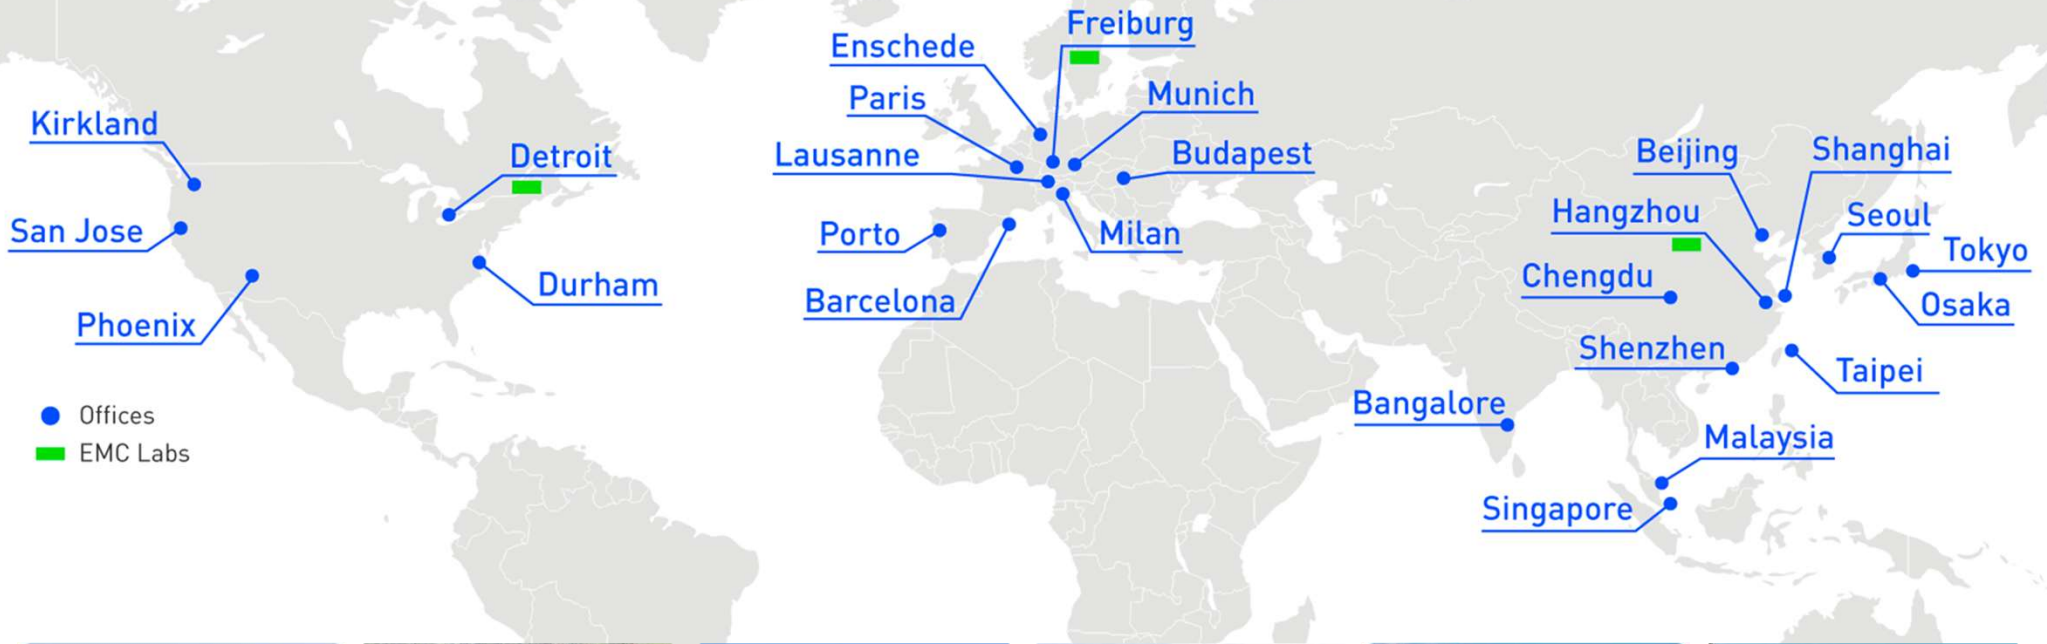 Freiburg
Enschede
Paris
Munich
Kirkland
Detroit
Lausanne
Budapest
Beijing
Shanghai
San Jose
Hangzhou
Seoul
Porto
Milan
Tokyo
Durham
Chengdu
Barcelona
Osaka
Phoenix
Shenzhen
Taipei
Offices
Bangalore
EMC Labs
Malaysia
Singapore